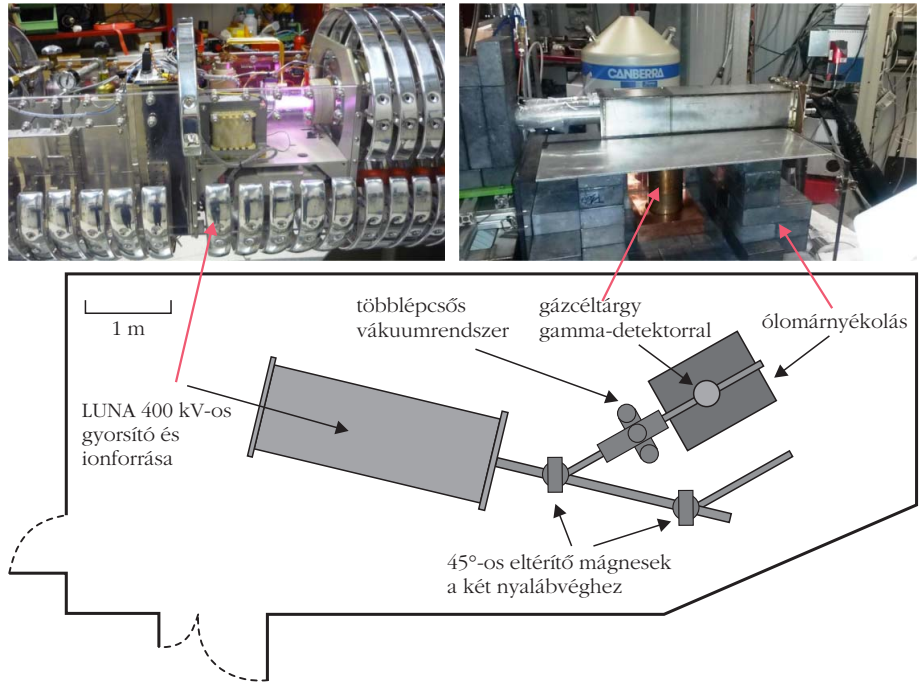 CANBERRA
1 m
többlépcsős
vákuumrendszer
gázcéltárgy
gamma-detektorral
ólomárnyékolás
LUNA 400 kV-os
gyorsító és
ionforrása
45°-os eltérítő mágnesek
a két nyalábvéghez